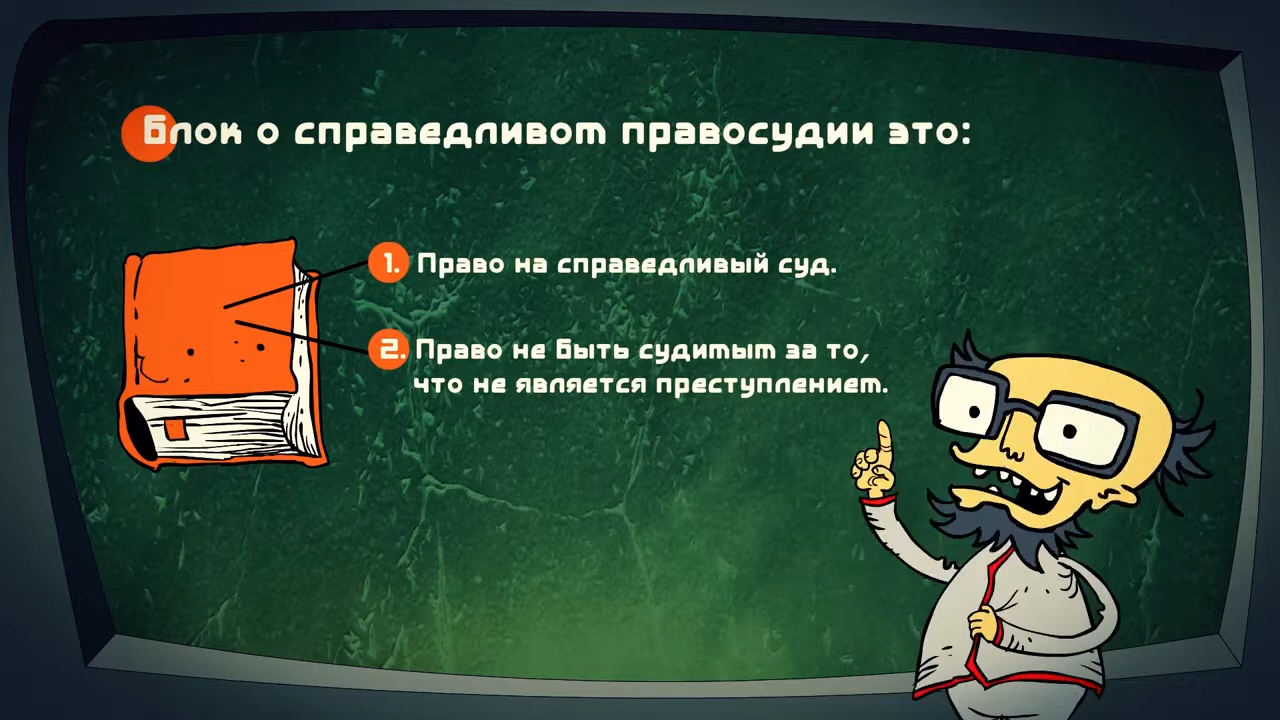 Блок о справедливом правосудии это:
1. Право на справедливый суд.
2. Право не быть судимым за то,
что не является преступлением.